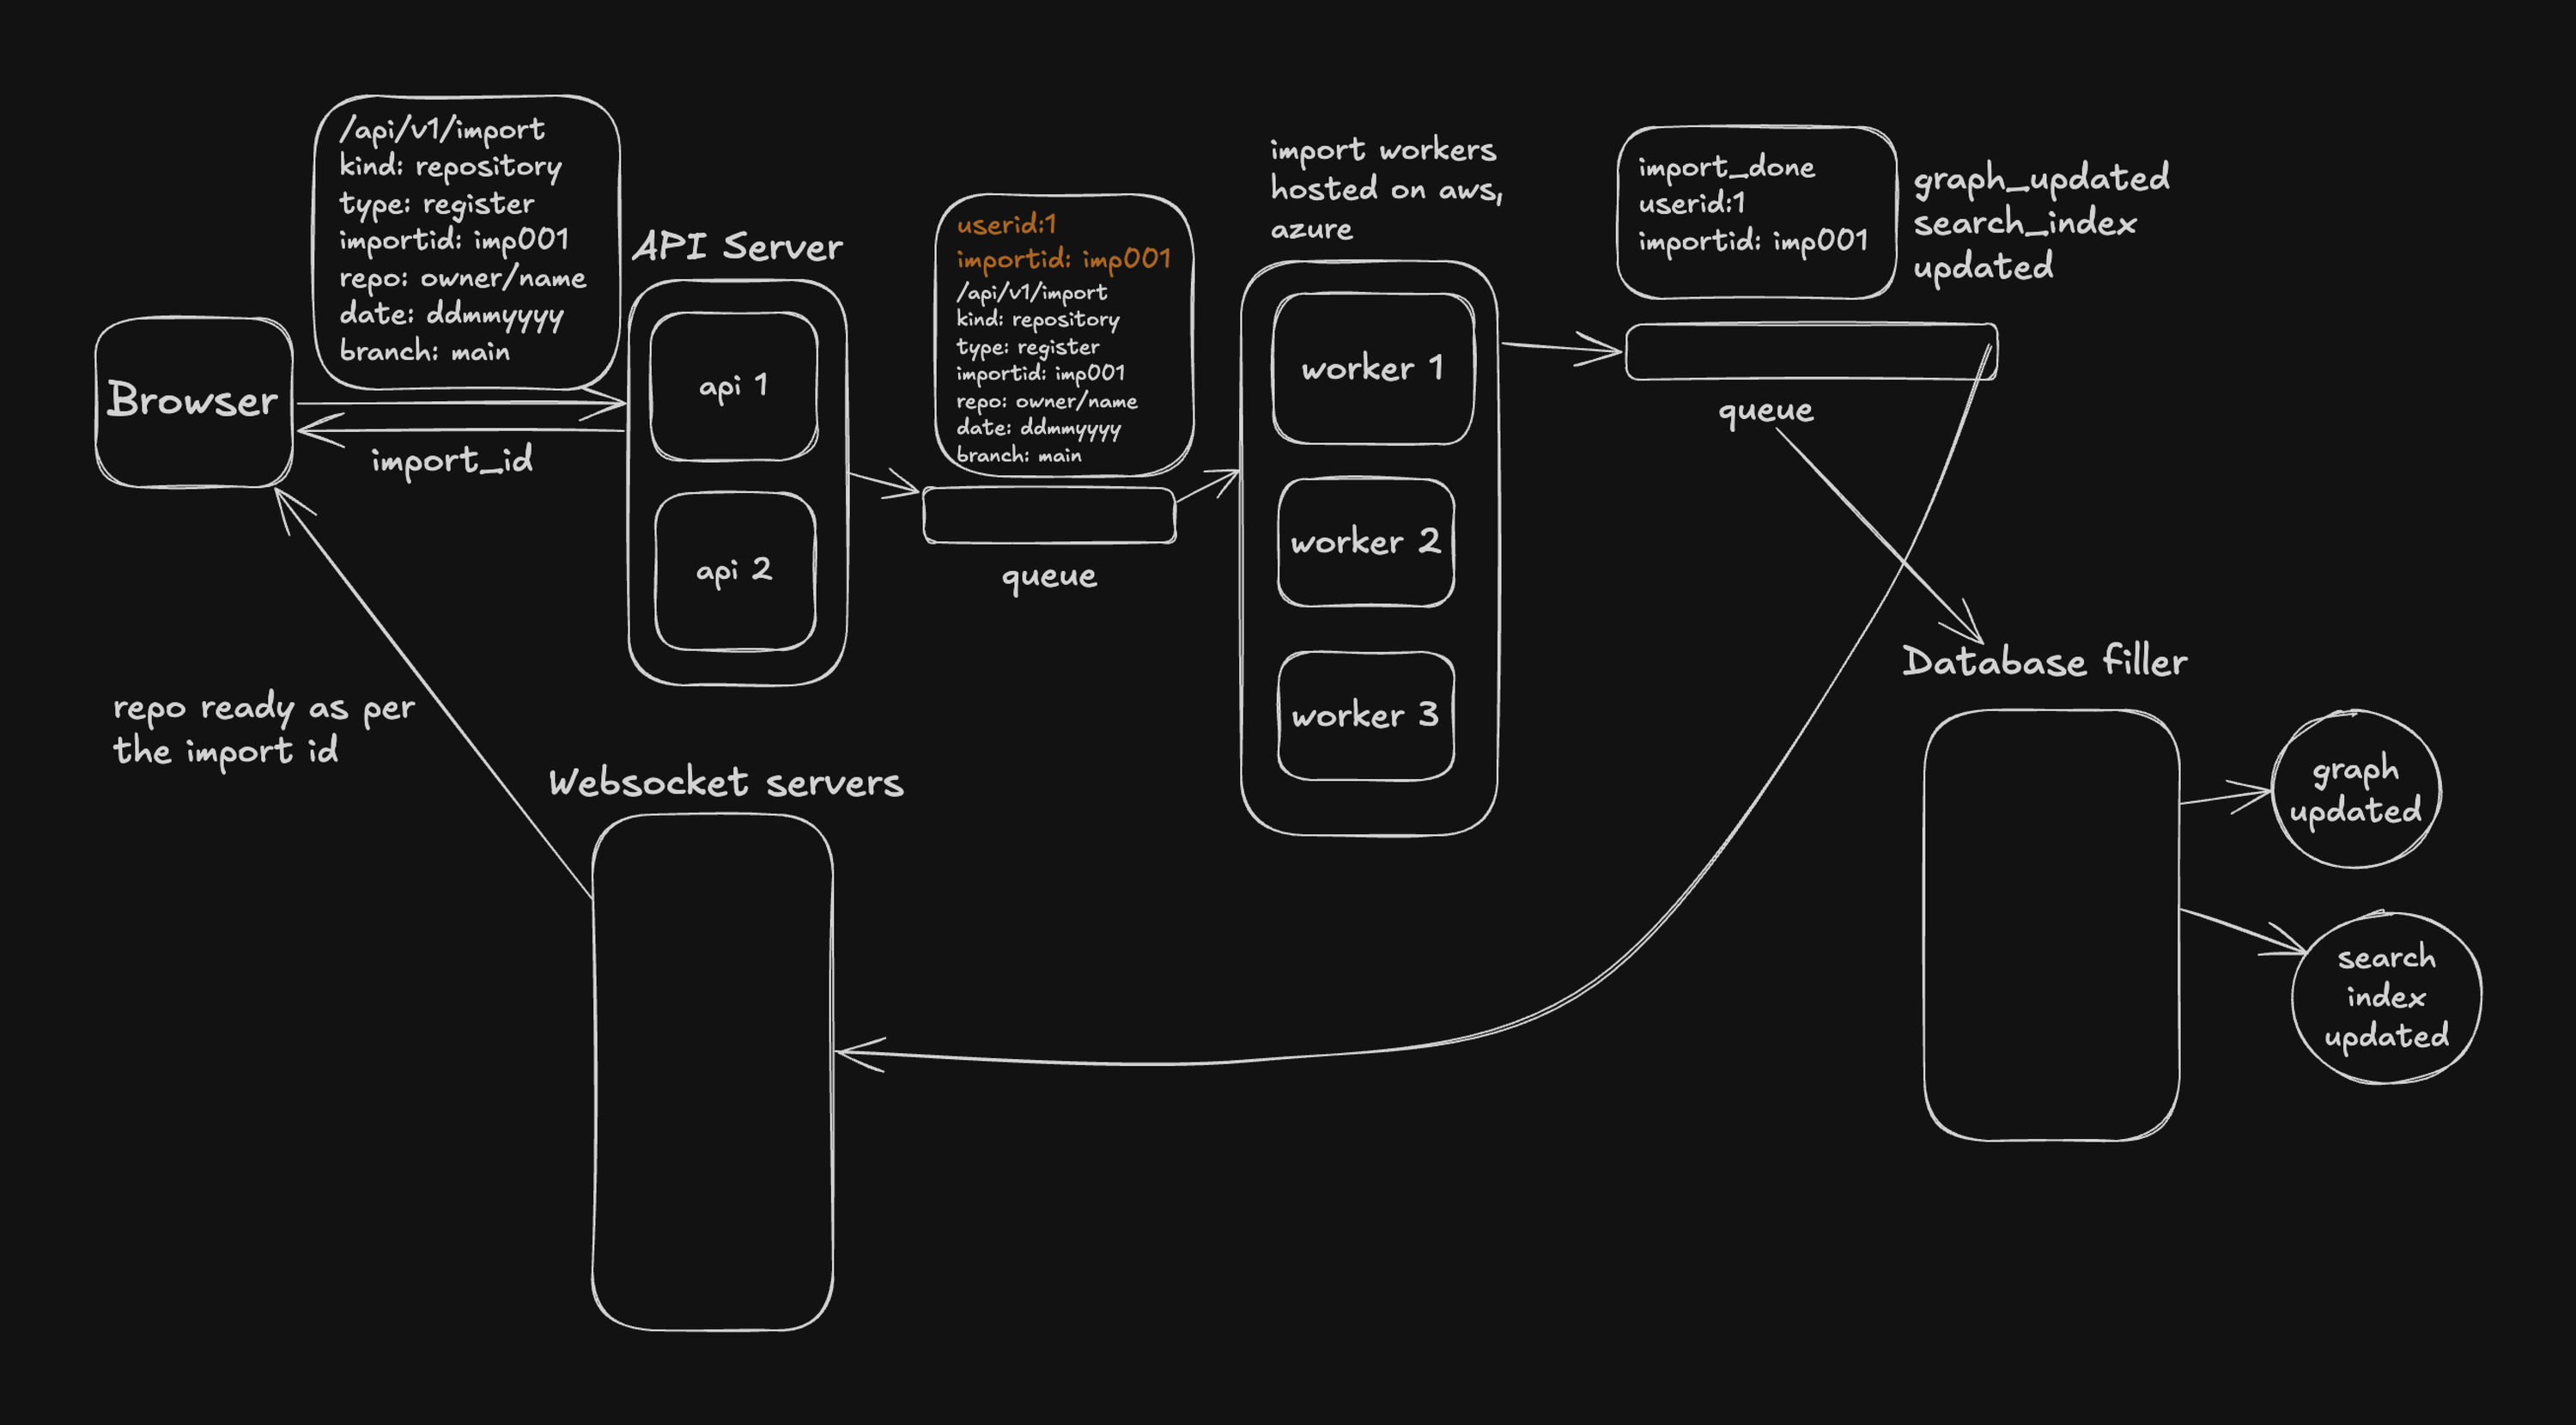 /api/v1/import
kind: repository
type: register
importid: imp001
repo: owner/name
date: ddmmyyyy
branch: main
Browser
import_id
API Server
api 1
api 2
userid:1
importid: imp001
/api/v1/import
kind: repository
type: register
importid: imp001
repo: owner/name
date: ddmmyyyy
branch: main
queue
import workers
hosted on aws,
azure
worker 1
worker 2
worker 3
import_done
userid:1
importid: imp001
graph_updated
search_index
updated
queue
Database filler
graph
updated
search
index
updated
repo ready as per
the import id
Websocket servers